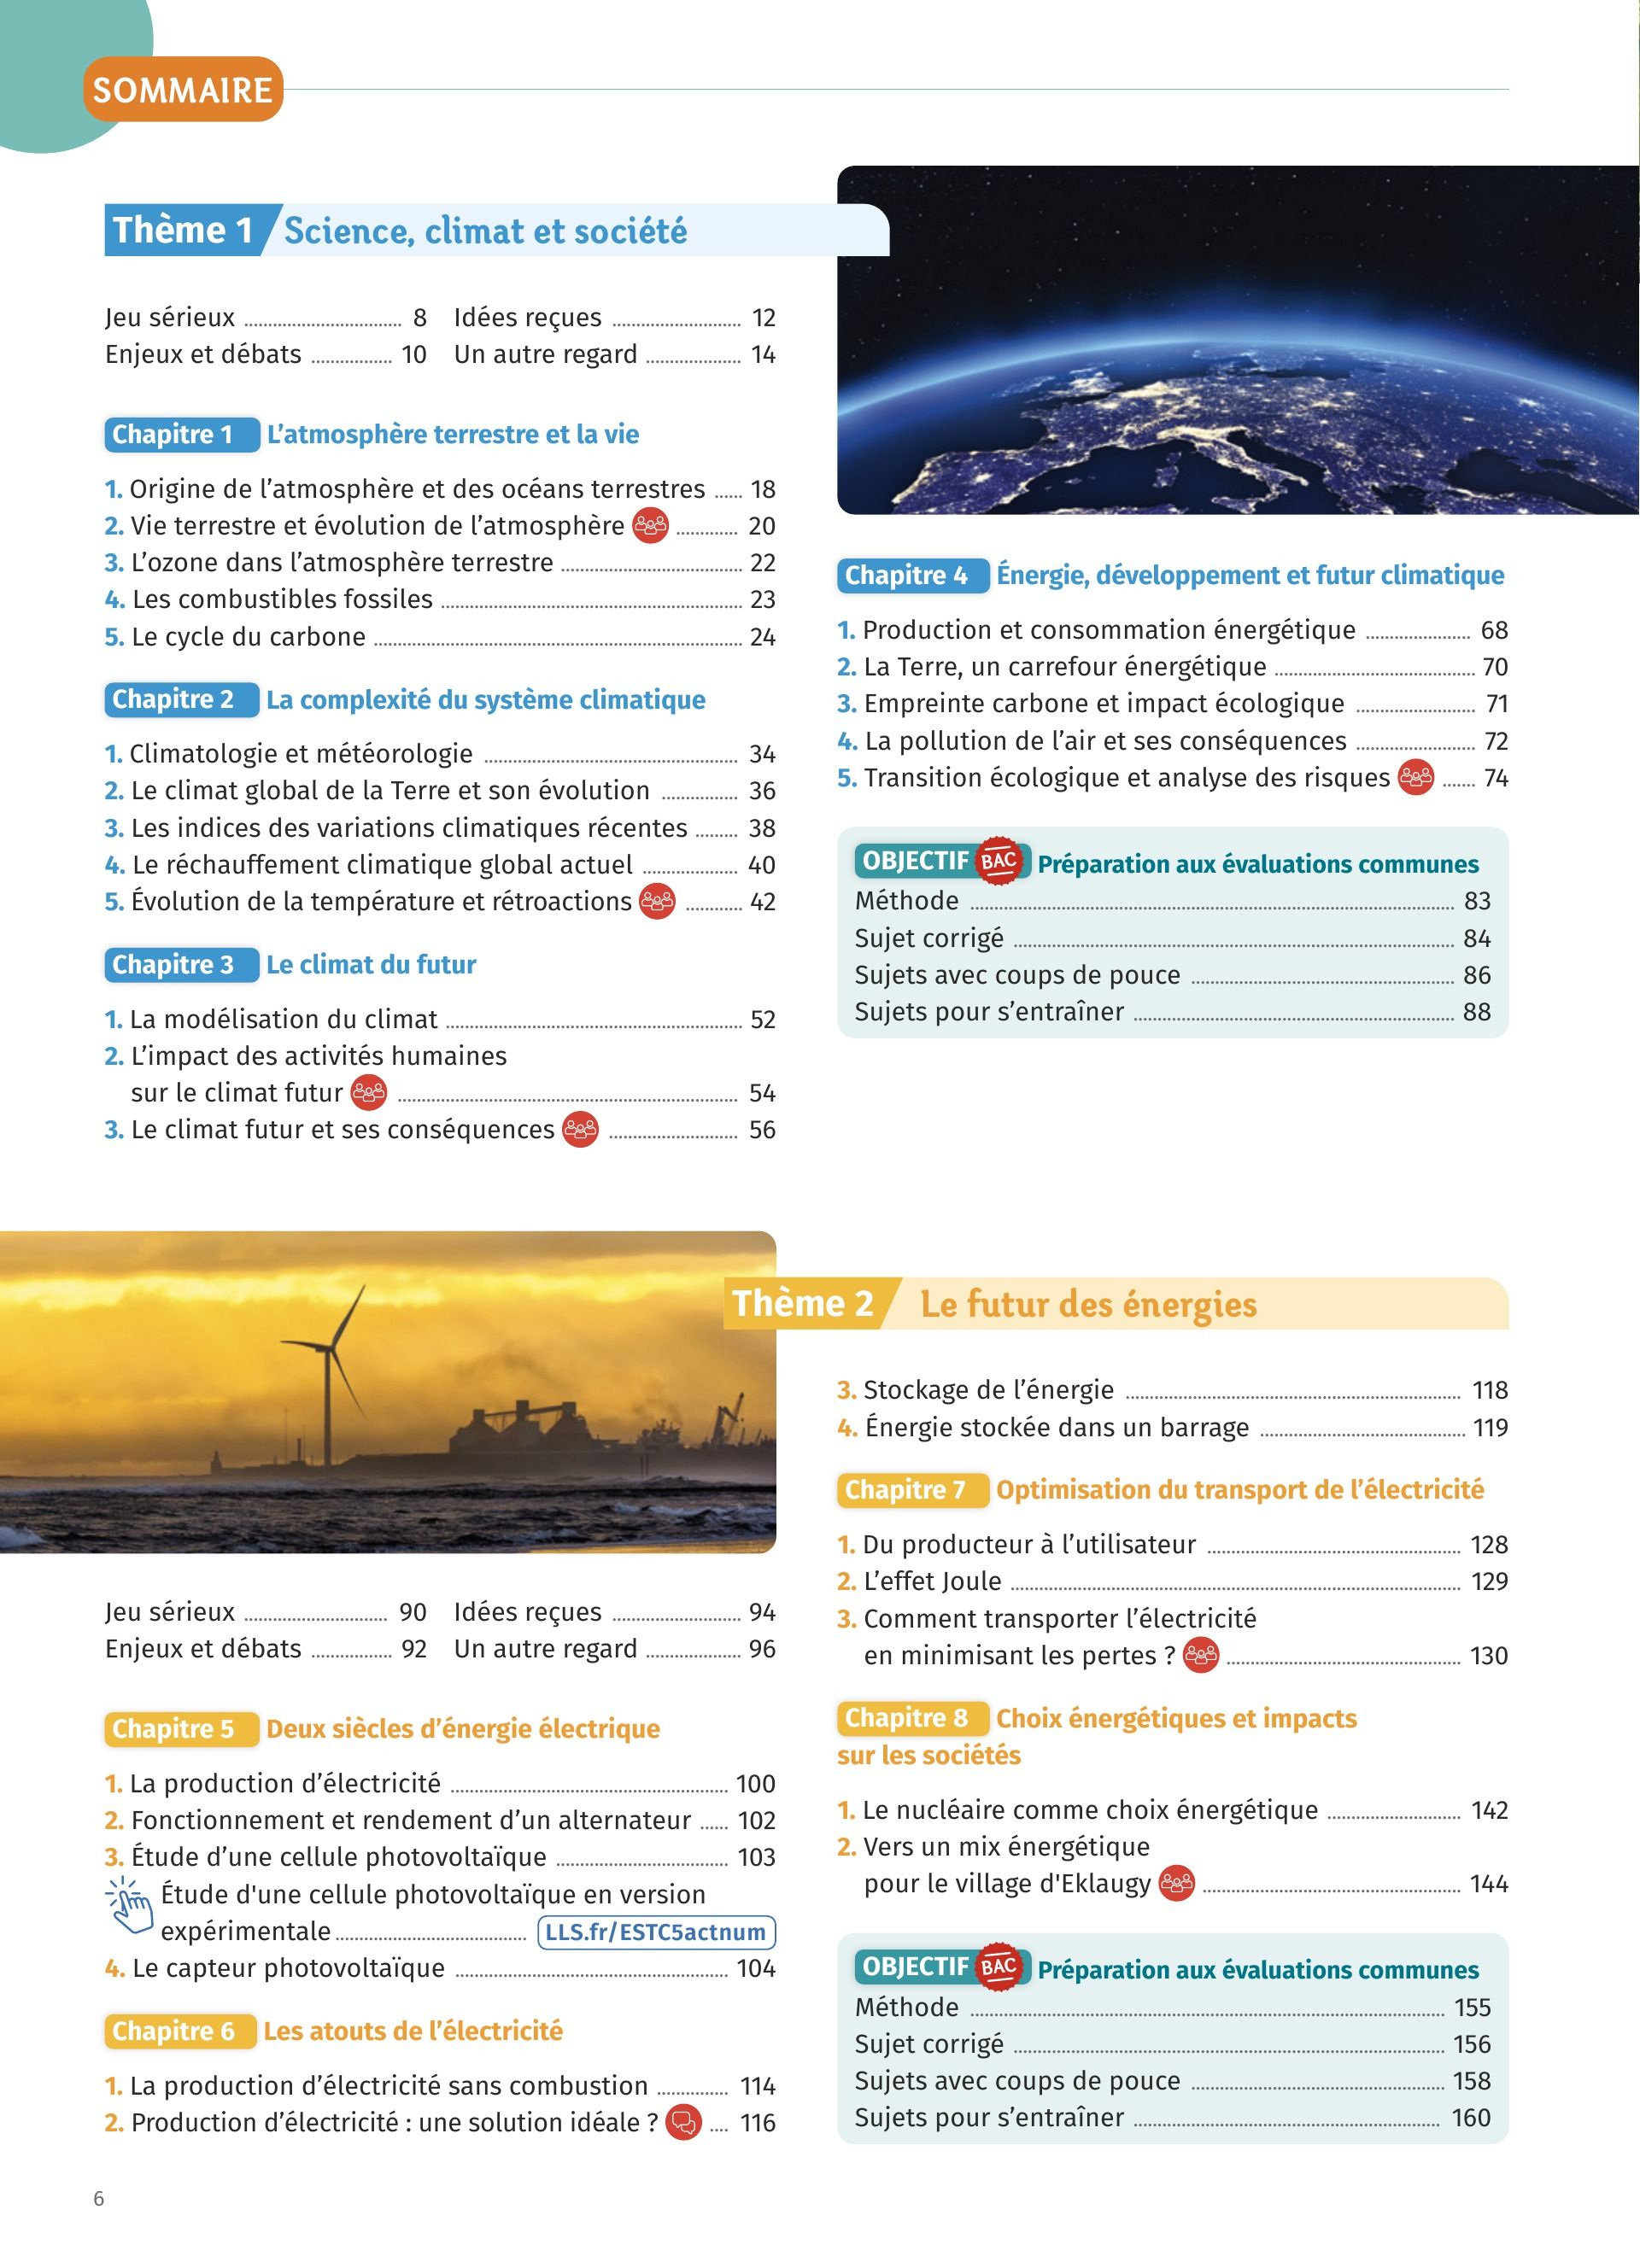 SOMMAIRE
Thème 1 Science, climat et société
Jeu sérieux 8 Idées reçues 12
Enjeux et débats 10 Un autre regard 14
Chapitre 1 L’atmosphère terrestre et la vie
1. Origine de l’atmosphère et des océans terrestres 18
2. Vie terrestre et évolution de l’atmosphère 20
3. L’ozone dans l’atmosphère terrestre 22
4. Les combustibles fossiles 23
5. Le cycle du carbone 24
Chapitre 2 La complexité du système climatique
1. Climatologie et météorologie 34
2. Le climat global de la Terre et son évolution 36
3. Les indices des variations climatiques récentes 38
4. Le réchauffement climatique global actuel 40
5. Évolution de la température et rétroactions 42
Chapitre 3 Le climat du futur
1. La modélisation du climat 52
2. L’impact des activités humaines
sur le climat futur 54
3. Le climat futur et ses conséquences 56
Chapitre 4 Énergie, développement et futur climatique
1. Production et consommation énergétique 68
2. La Terre, un carrefour énergétique 70
3. Empreinte carbone et impact écologique 71
4. La pollution de l’air et ses conséquences 72
5. Transition écologique et analyse des risques 74
OBJECTIF BAC Préparation aux évaluations communes
Méthode 83
Sujet corrigé 84
Sujets avec coups de pouce 86
Sujets pour s’entraîner 88
Thème 2 Le futur des énergies
Jeu sérieux 90 Idées reçues 94
Enjeux et débats 92 Un autre regard 96
Chapitre 5 Deux siècles d’énergie électrique
1. La production d’électricité 100
2. Fonctionnement et rendement d’un alternateur 102
3. Étude d’une cellule photovoltaïque 103
Étude d'une cellule photovoltaïque en version
expérimentale LLS.fr/ESTC5actnum
4. Le capteur photovoltaïque 104
Chapitre 6 Les atouts de l’électricité
1. La production d’électricité sans combustion 114
2. Production d’électricité : une solution idéale ? 116
3. Stockage de l’énergie 118
4. Énergie stockée dans un barrage 119
Chapitre 7 Optimisation du transport de l’électricité
1. Du producteur à l’utilisateur 128
2. L’effet Joule 129
3. Comment transporter l’électricité
en minimisant les pertes ? 130
Chapitre 8 Choix énergétiques et impacts
sur les sociétés
1. Le nucléaire comme choix énergétique 142
2. Vers un mix énergétique
pour le village d'Eklaugy 144
OBJECTIF BAC Préparation aux évaluations communes
Méthode 155
Sujet corrigé 156
Sujets avec coups de pouce 158
Sujets pour s’entraîner 160
6